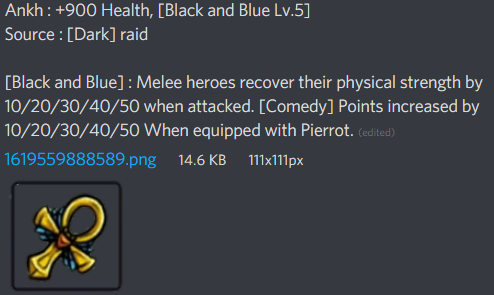 Ankh : +900 Health, [Black and Blue Lv.5]
Source : [Dark] raid
[Black and Blue] : Melee heroes recover their physical strength by
10/20/30/40/50 when attacked. [Comedy] Points increased by
10/20/30/40/50 When equipped with Pierrot. (edited)
1619559888589.png 14.6 KB 111x111px